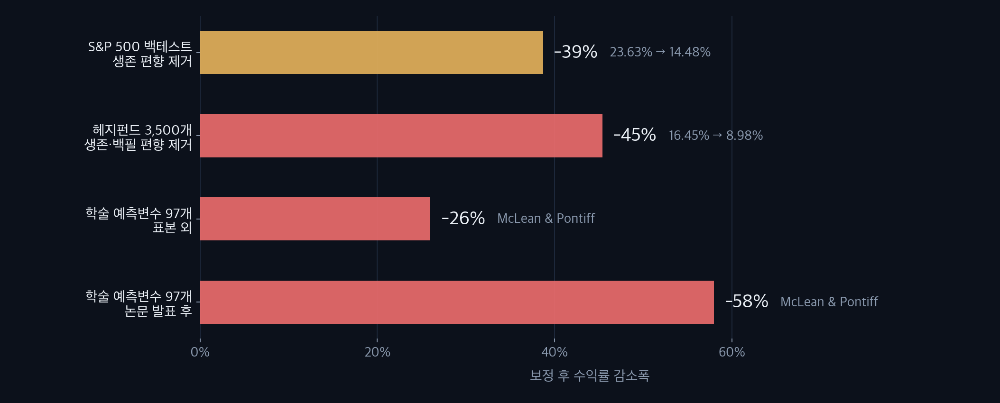 S&P 500 백테스트
생존 편향 제거
-39% 23.63% → 14.48%
헤지펀드 3,500개
생존·백필 편향 제거
-45% 16.45% → 8.98%
학술 예측변수 97개
표본 외
-26% McLean & Pontiff
학술 예측변수 97개
논문 발표 후
-58% McLean & Pontiff
0% 20% 40% 60%
보정 후 수익률 감소폭